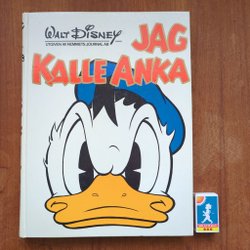 WALT DISNEY
UTGIVEN AV HEMMETS JOURNAL AB
JAG
KALLE ANKA